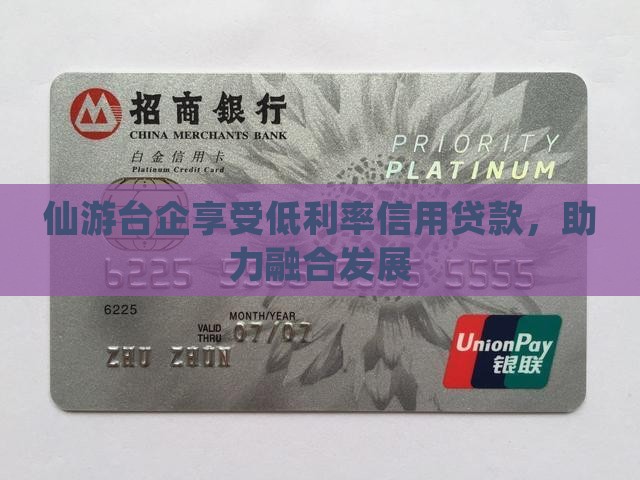 招商銀行
CHINA MERCHANTS BANK
白金信用卡
Platinum Credit Card
PRIORITY
PLATINUM
仙游台企享受低利率信用贷款，助
力融合发展
6225 5555
6225
MONTH/YEAR
VALID THRU 07/07
ZHU ZHON
UnionPay
银联